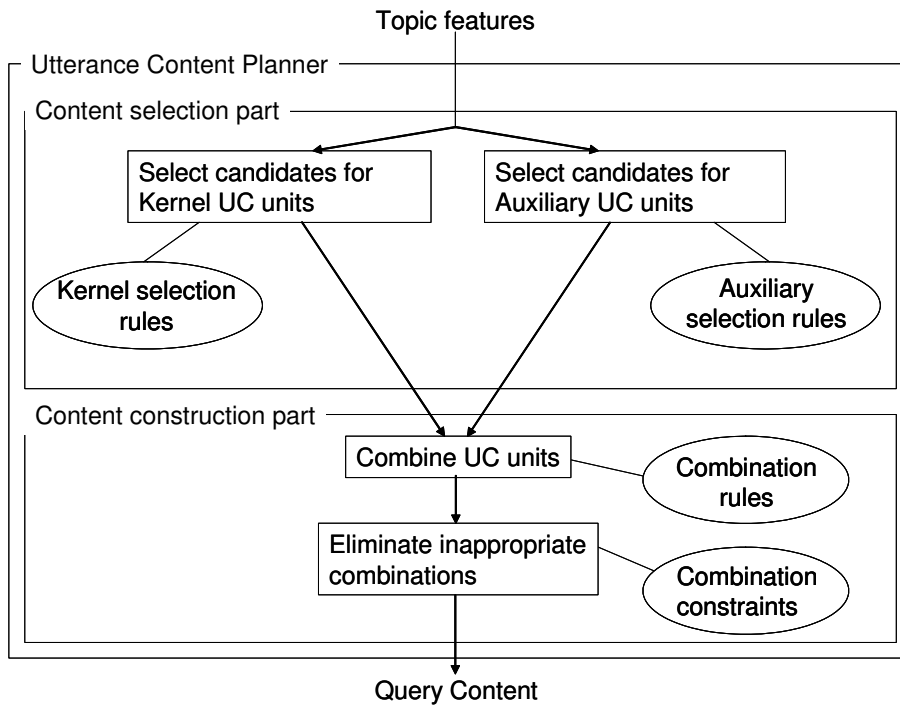 Topic features
Utterance Content Planner
Content selection part
Select candidates for
Kernel UC units
Select candidates for
Auxiliary UC units
Kernel selection
rules
Auxiliary
selection rules
Content construction part
Combine UC units
Combination
rules
Eliminate inappropriate
combinations
Combination
constraints
Query Content